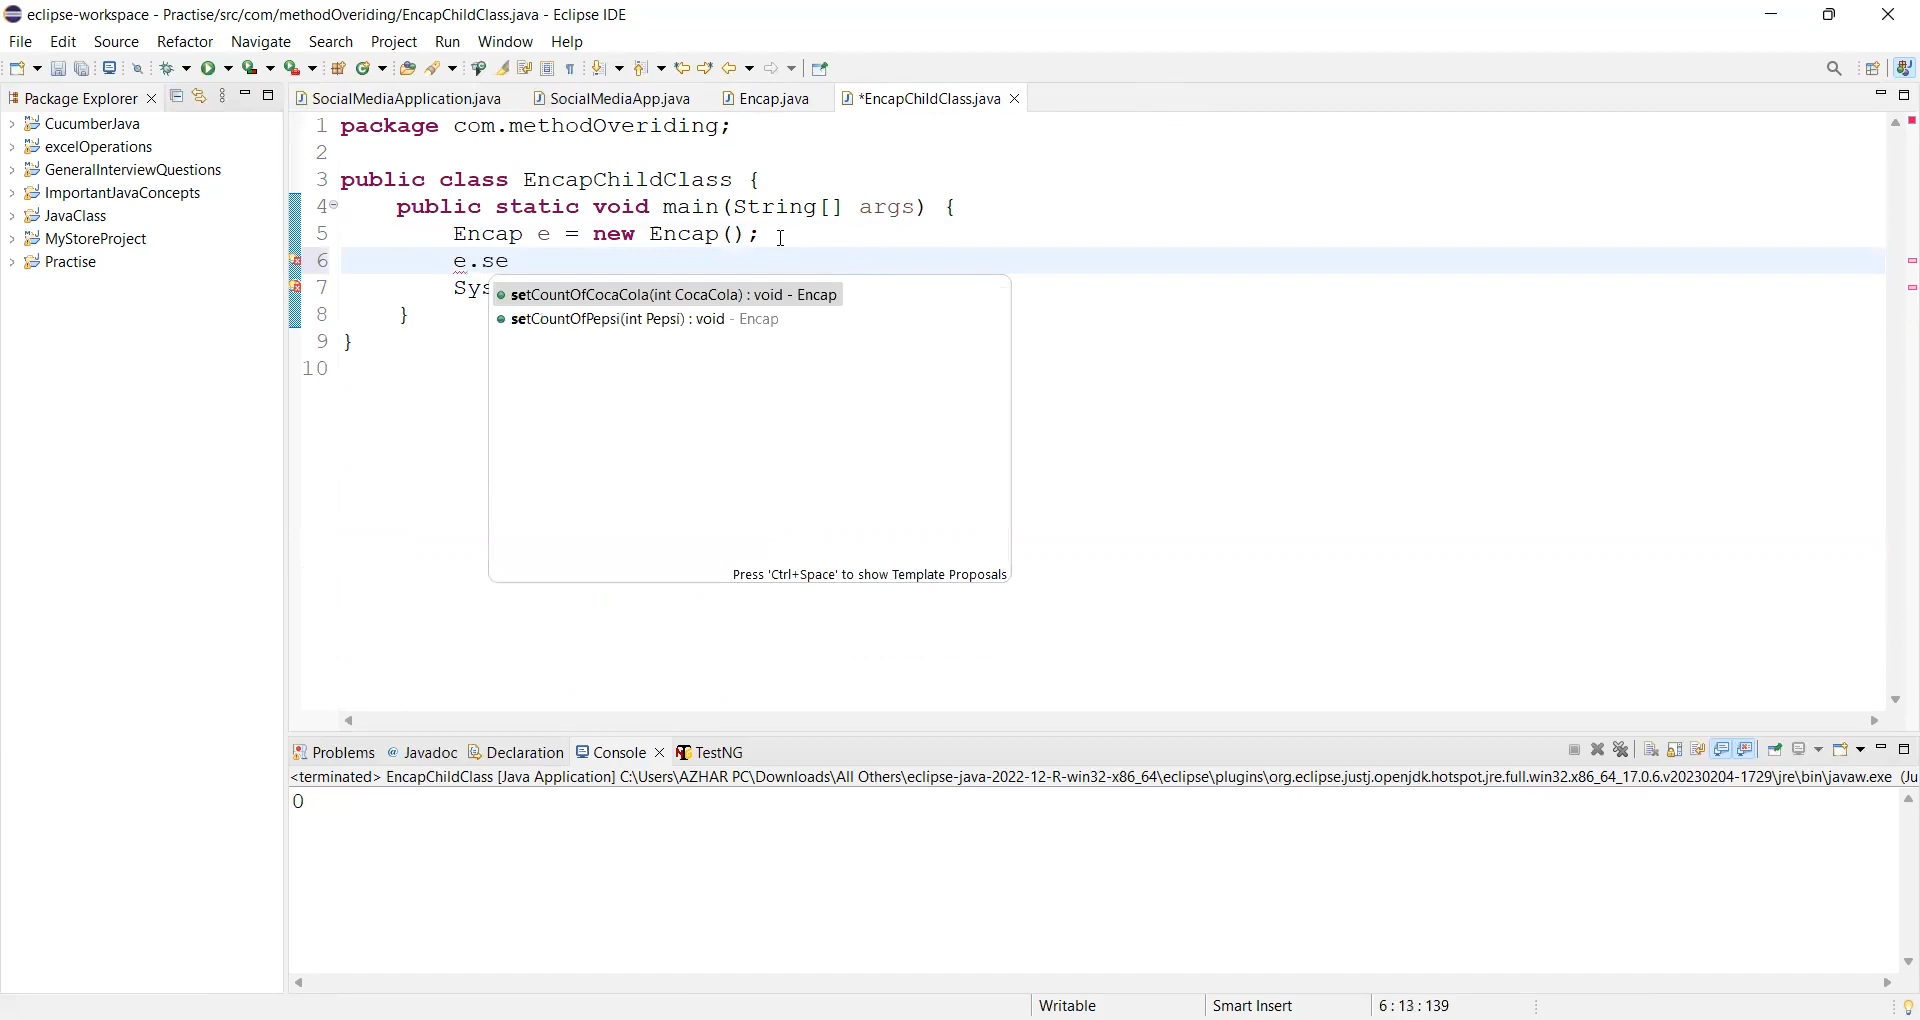 eclipse-workspace - Practise/src/com/methodOveriding/EncapChildClass.java - Eclipse IDE
File Edit Source Refactor Navigate Search Project Run Window Help
Package Explorer
CucumberJava
excelOperations
GeneralInterviewQuestions
ImportantJavaConcepts
JavaClass
MyStoreProject
Practise
SocialMediaApplication.java SocialMediaApp.java Encap.java *EncapChildClass.java
1 package com.methodOveriding;
2
3 public class EncapChildClass {
4 public static void main(String[] args) {
5 Encap e = new Encap();
6 e.se
7 Sys
8 }
9 }
10
setCountOfCocaCola(int CocaCola) : void - Encap
setCountOfPepsi(int Pepsi) : void - Encap
Press 'Ctrl+Space' to show Template Proposals
Problems @ Javadoc Declaration Console TestNG
<terminated> EncapChildClass [Java Application] C:\Users\AZHAR PC\Downloads\All Others\eclipse-java-2022-12-R-win32-x86_64\eclipse\plugins\org.eclipse.justj.openjdk.hotspot.jre.full.win32.x86_64_17.0.6.v20230204-1729\jre\bin\javaw.exe (Ju
0
Writable Smart Insert 6 : 13 : 139